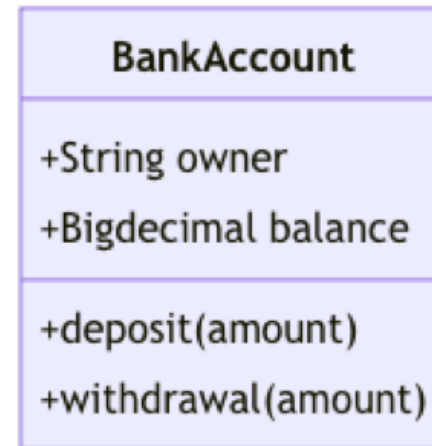 BankAccount
+String owner
+Bigdecimal balance
+deposit(amount)
+withdrawal(amount)